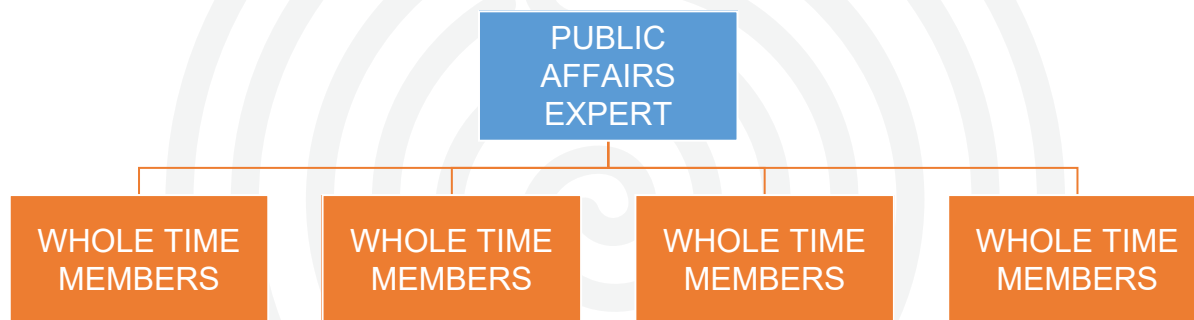 PUBLIC
AFFAIRS
EXPERT
WHOLE TIME
MEMBERS
WHOLE TIME
MEMBERS
WHOLE TIME
MEMBERS
WHOLE TIME
MEMBERS